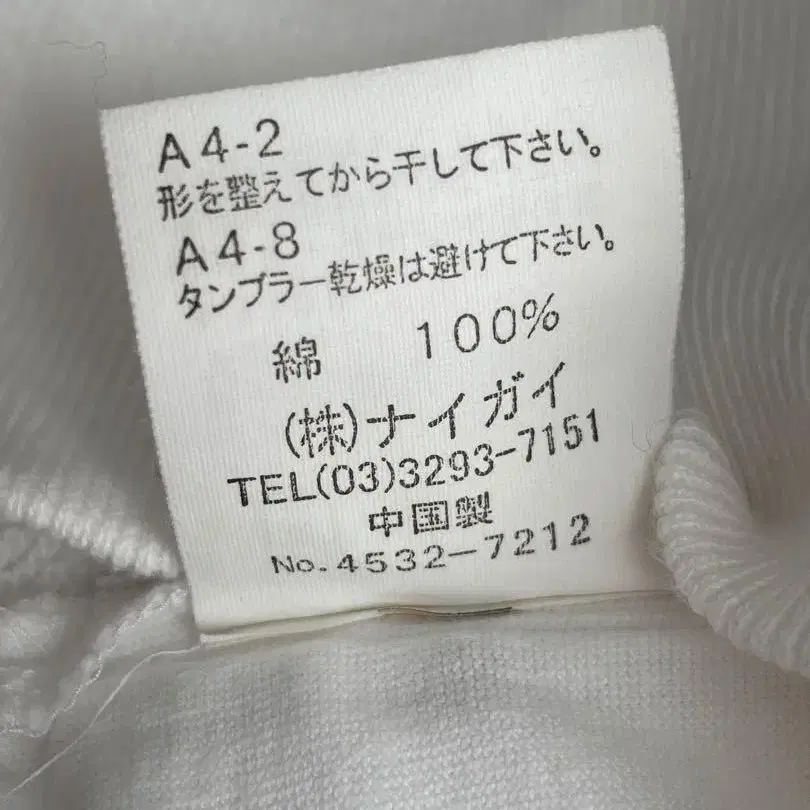 A4-2
形を整えてから干して下さい。
A4-8
タンブラー乾燥は避けて下さい。
綿 100%
(株)ナイガイ
TEL(03)3293-7151
中国製
No.4532-7212